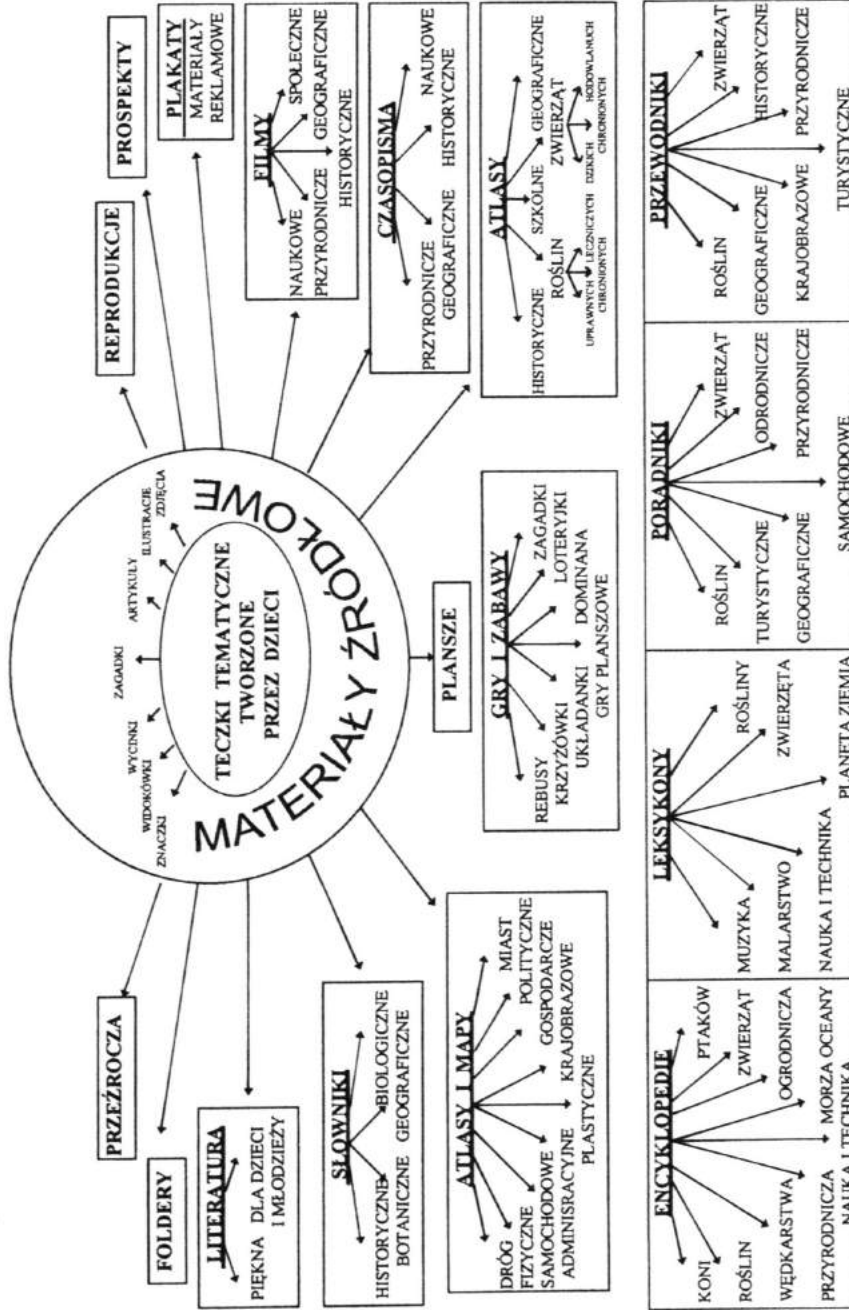 PRZEŹROCZA
FOLDERY
LITERATURA
PIĘKNA DLA DZIECI
I MŁODZIEŻY
SŁOWNIKI
HISTORYCZNE BIOLOGICZNE
BOTANICZNE GEOGRAFICZNE
ATLASY I MAPY
DRÓG MIAST
FIZYCZNE POLITYCZNE
SAMOCHODOWE GOSPODARCZE
ADMINISRACYJNE KRAJOBRAZOWE
PLASTYCZNE
ZNACZKI
WIDOKÓWKI
WYCINKI
ZAGADKI
ARTYKUŁY
ILUSTRACIE
ZDJĘCIA
TECZKI TEMATYCZNE
TWORZONE
PRZEZ DZIECI
MATERIAŁY ŹRÓDŁOWE
PLANSZE
GRY I ZABAWY
REBUSY ZAGADKI
KRZYŻÓWKI LOTERYJKI
UKŁADANKI DOMINANA
GRY PLANSZOWE
REPRODUKCJE
PROSPEKTY
PLAKATY
MATERIAŁY
REKLAMOWE
FILMY
NAUKOWE SPOŁECZNE
PRZYRODNICZE GEOGRAFICZNE
HISTORYCZNE
CZASOPISMA
PRZYRODNICZE NAUKOWE
GEOGRAFICZNE HISTORYCZNE
ATLASY
HISTORYCZNE SZKOLNE GEOGRAFICZNE
ROŚLIN ZWIERZĄT
UPRAWNYCH LECZNICZYCH DZIKICH HODOWLANUCH
CHRONIONYCH CHRONIONYCH
ENCYKLOPEDIE
KONI PTAKÓW
ROŚLIN ZWIERZĄT
WĘDKARSTWA OGRODNICZA
PRZYRODNICZA MORZA OCEANY
NAUKA I TECHNIKA
LEKSYKONY
MUZYKA ROŚLINY
MALARSTWO ZWIERZĘTA
NAUKA I TECHNIKA PLANETA ZIEMIA
PORADNIKI
ROŚLIN ZWIERZĄT
TURYSTYCZNE ODRODNICZE
GEOGRAFICZNE PRZYRODNICZE
SAMOCHODOWE
PRZEWODNIKI
ROŚLIN ZWIERZĄT
GEOGRAFICZNE HISTORYCZNE
KRAJOBRAZOWE PRZYRODNICZE
TURYSTYCZNE